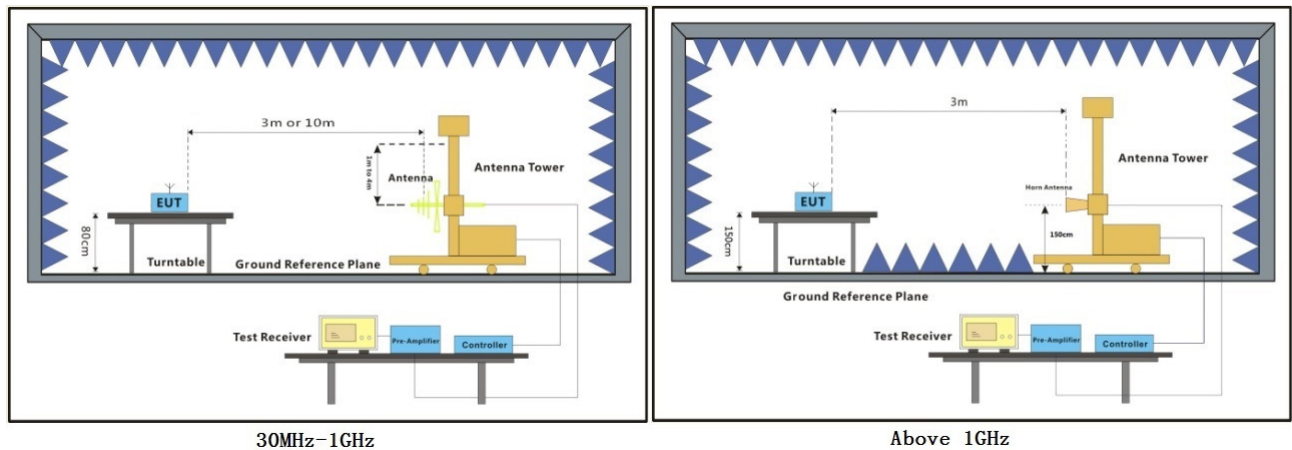 3m or 10m
1m to 4m
Antenna
Antenna Tower
EUT
80cm
Turntable
Ground Reference Plane
Test Receiver
Pre-Amplifier
Controller
30MHz-1GHz
3m
Antenna Tower
Horn Antenna
EUT
150cm
150cm
Turntable
Ground Reference Plane
Test Receiver
Pre-Amplifier
Controller
Above 1GHz